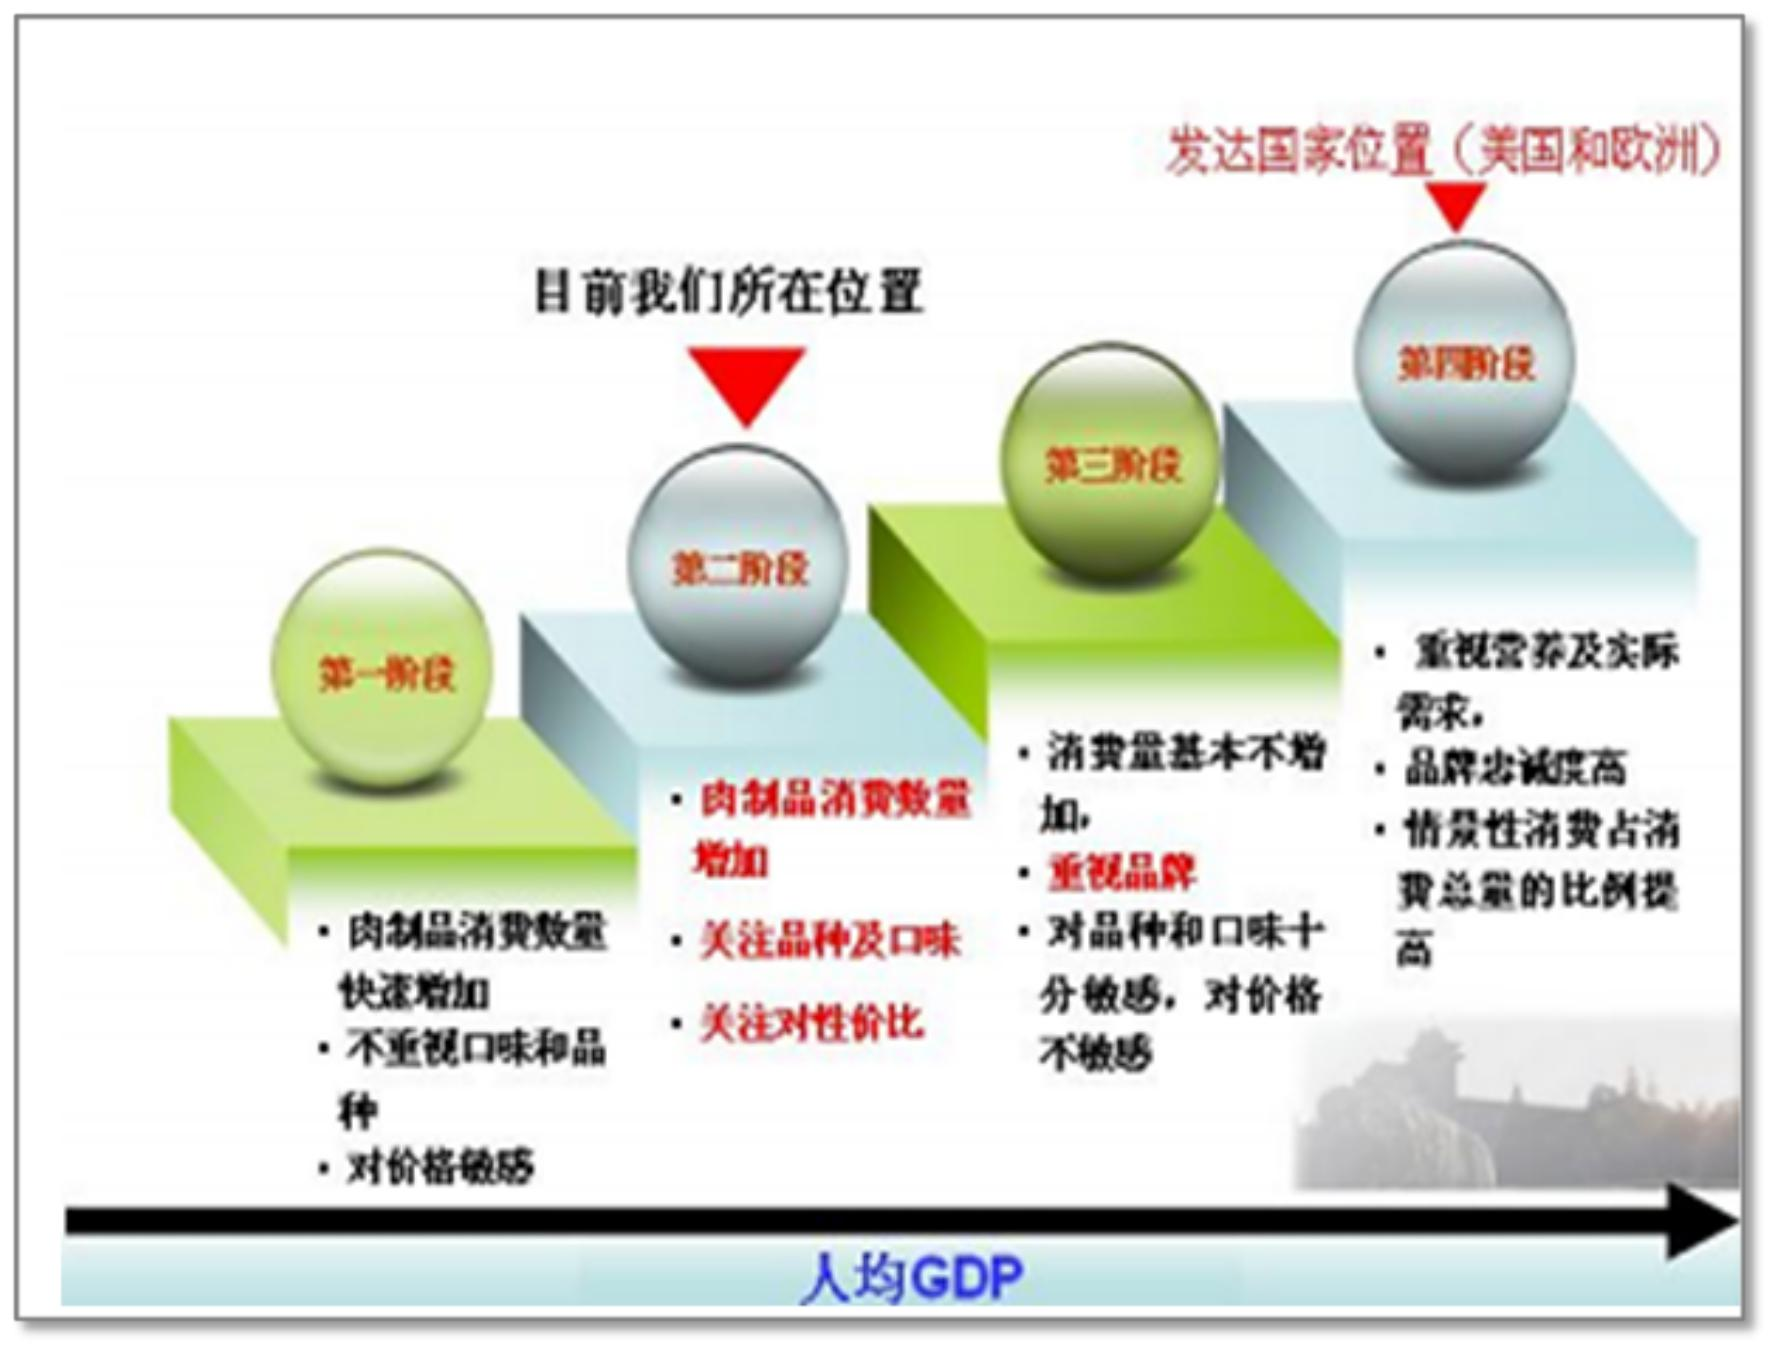 发达国家位置（美国和欧洲）
目前我们所在位置
第一阶段
肉制品消费数量
快速增加
不重视口味和品
种
对价格敏感
第二阶段
肉制品消费数量
增加
关注品种及口味
关注对性价比
第三阶段
消费量基本不增
加，
重视品牌
对品种和口味十
分敏感，对价格
不敏感
第四阶段
重视营养及实际
需求，
品牌忠诚度高
情景性消费占消
费总量的比例提
高
人均GDP